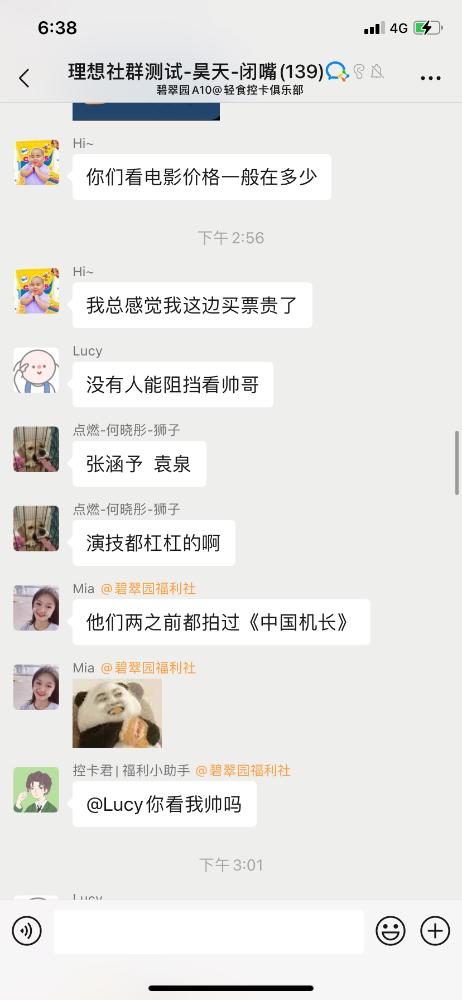 6:38
4G
理想社群测试-昊天-闭嘴(139)
碧翠园A10@轻食控卡俱乐部
Hi~
你们看电影价格一般在多少
下午 2:56
Hi~
我总感觉我这边买票贵了
Lucy
没有人能阻挡看帅哥
点燃-何晓彤-狮子
张涵予 袁泉
点燃-何晓彤-狮子
演技都杠杠的啊
Mia @碧翠园福利社
他们两之前都拍过《中国机长》
Mia @碧翠园福利社
控卡君| 福利小助手 @碧翠园福利社
@Lucy你看我帅吗
下午 3:01
Lucy